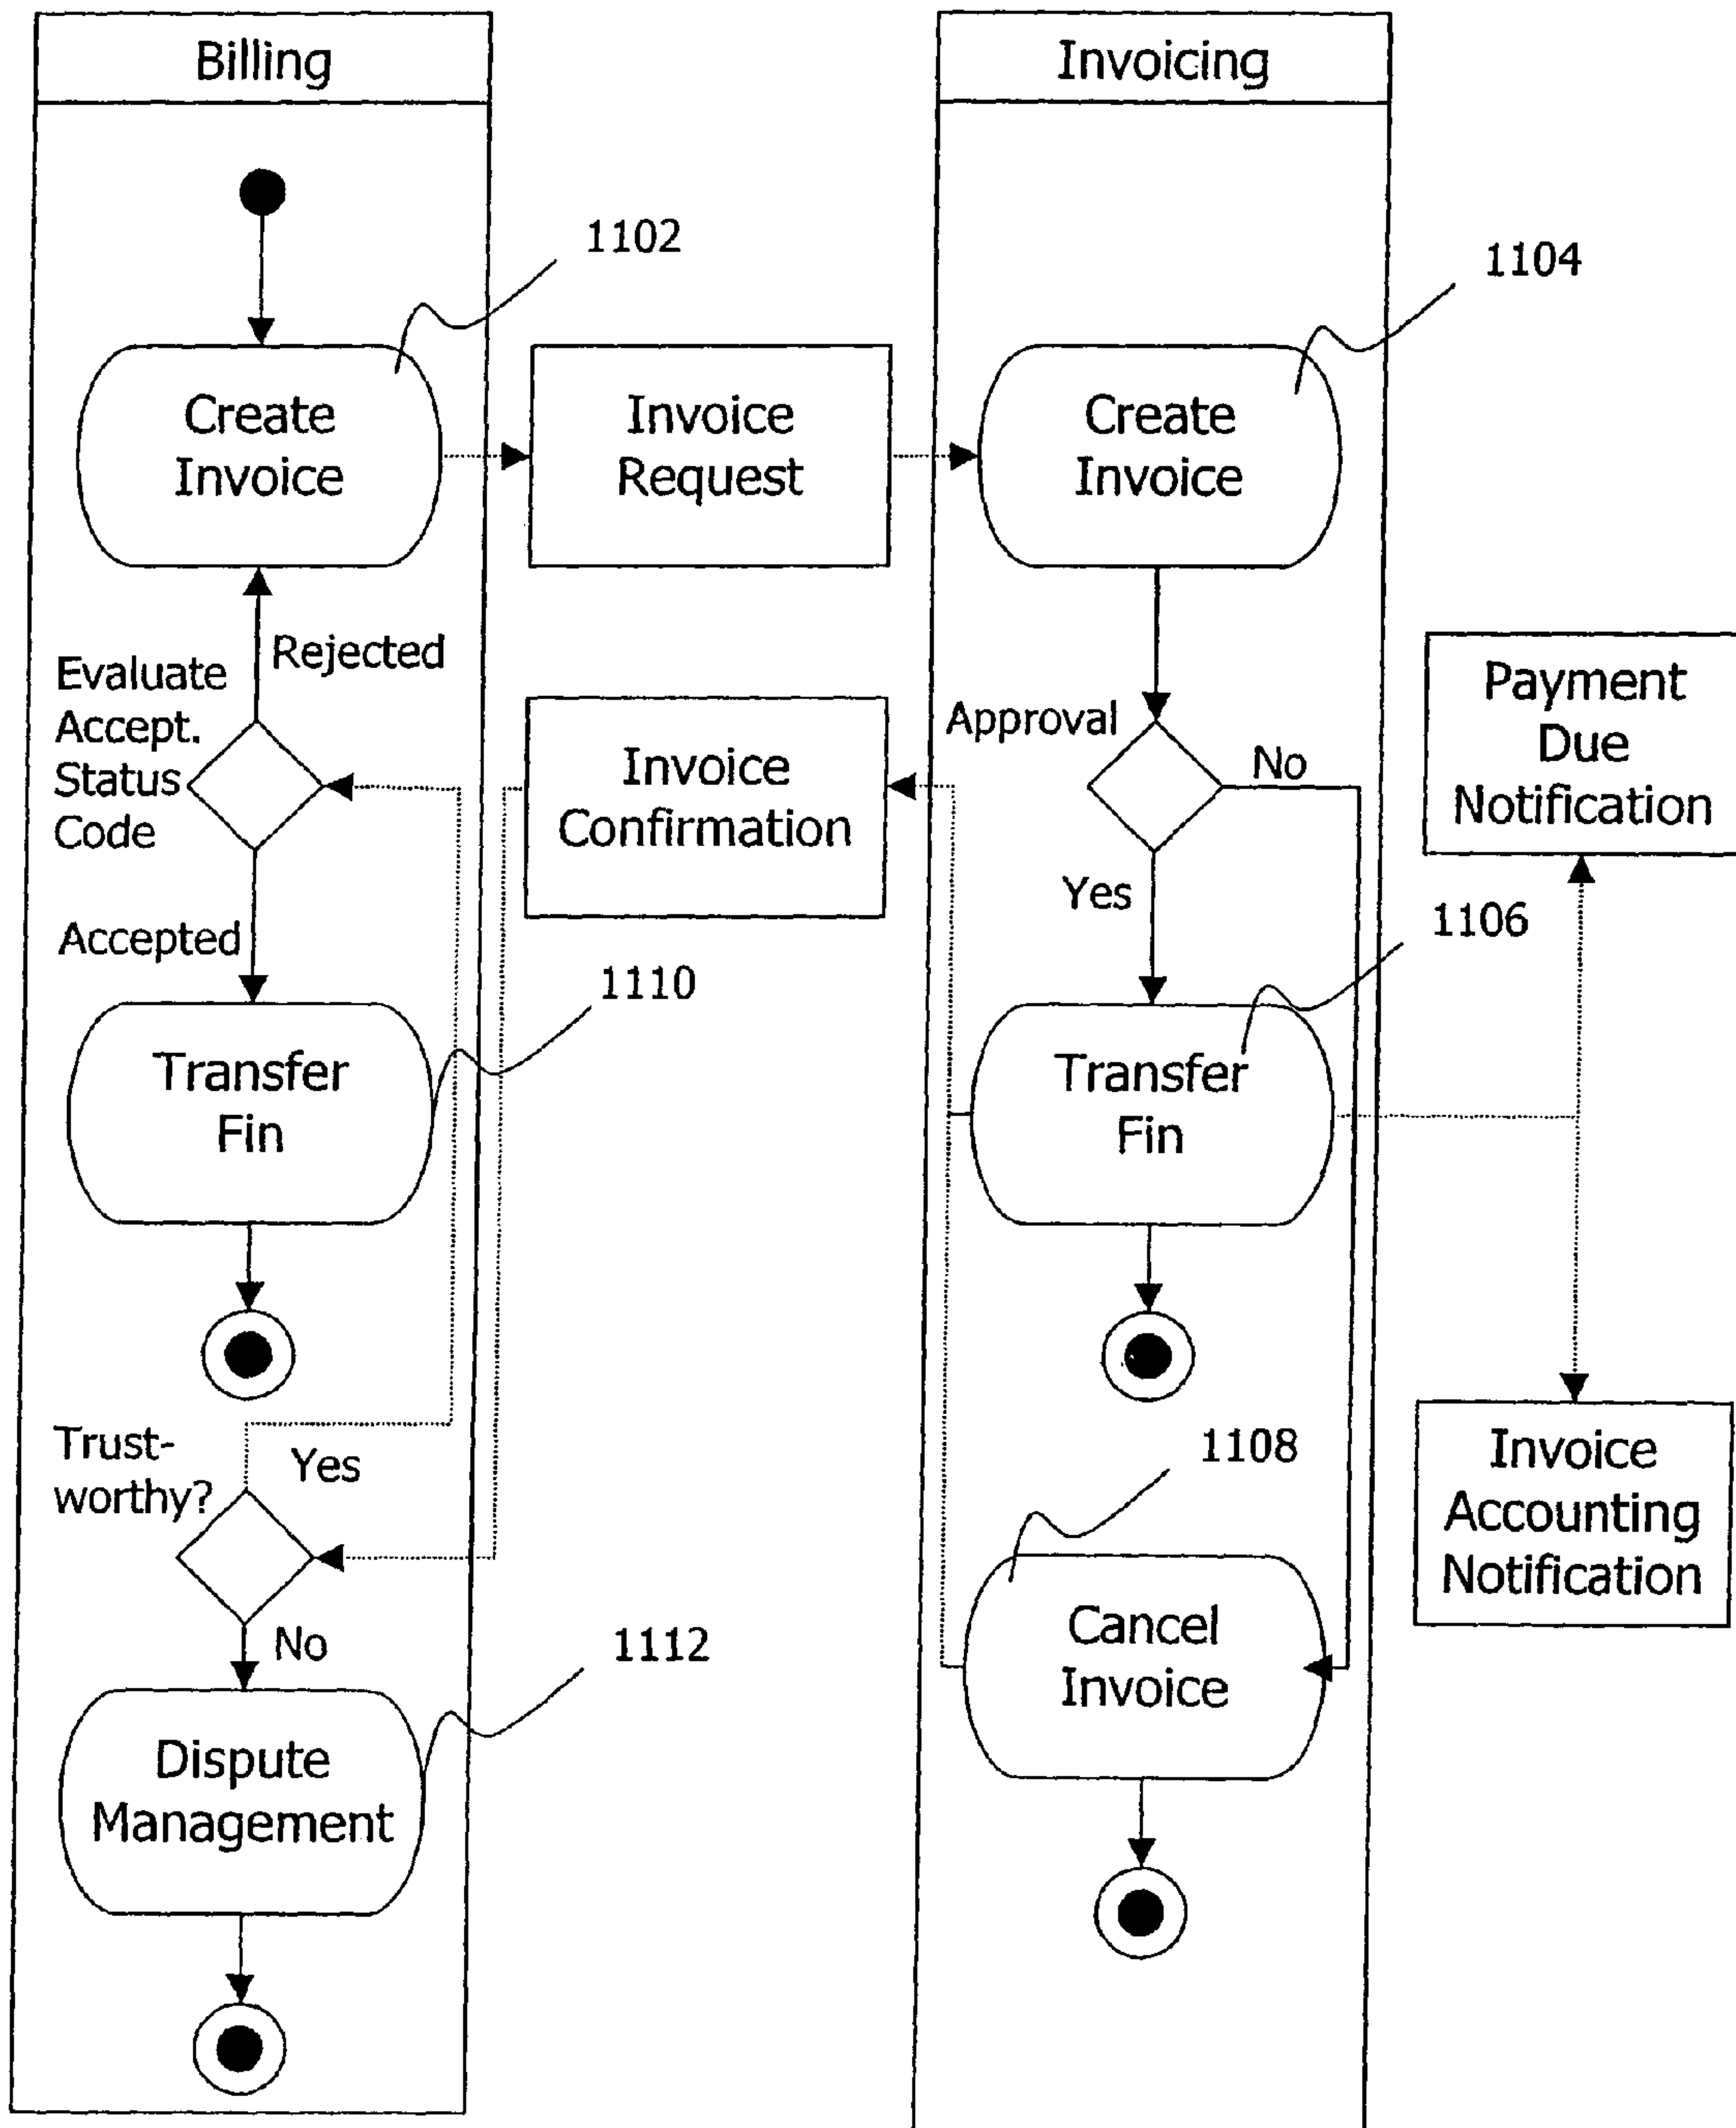 Billing
Invoicing
1102
1104
Create
Invoice
Invoice
Request
Create
Invoice
Rejected
Evaluate
Accept.
Status
Code
Invoice
Confirmation
Approval
No
Payment
Due
Notification
Yes
Accepted
1106
1110
Transfer
Fin
Transfer
Fin
Trust-
worthy?
Yes
1108
Invoice
Accounting
Notification
No
1112
Cancel
Invoice
Dispute
Management